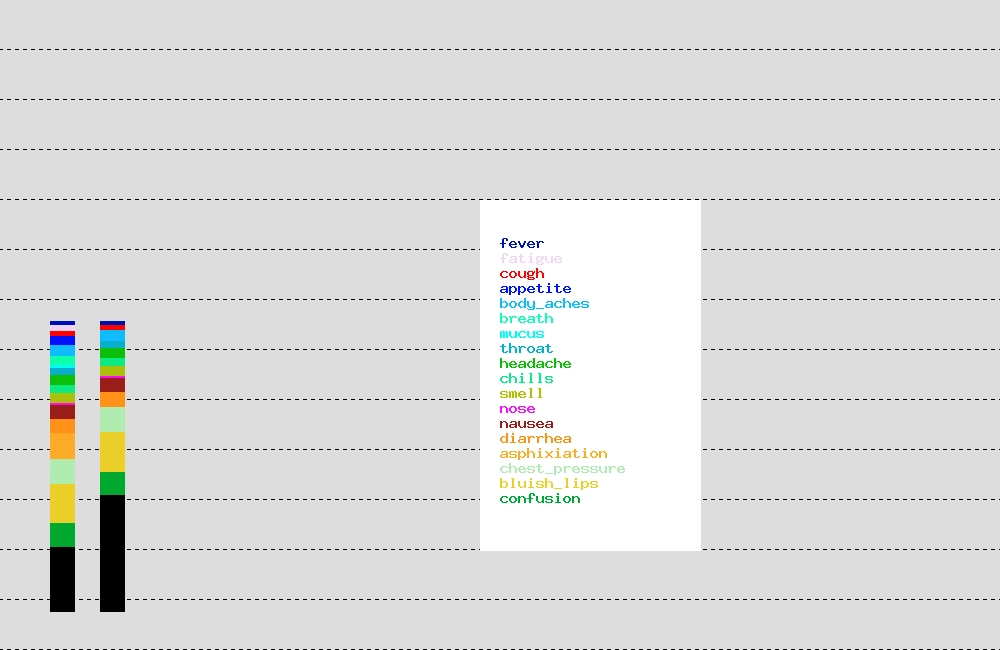 fever
fatigue
cough
appetite
body_aches
breath
mucus
throat
headache
chills
smell
nose
nausea
diarrhea
asphixiation
chest_pressure
bluish_lips
confusion